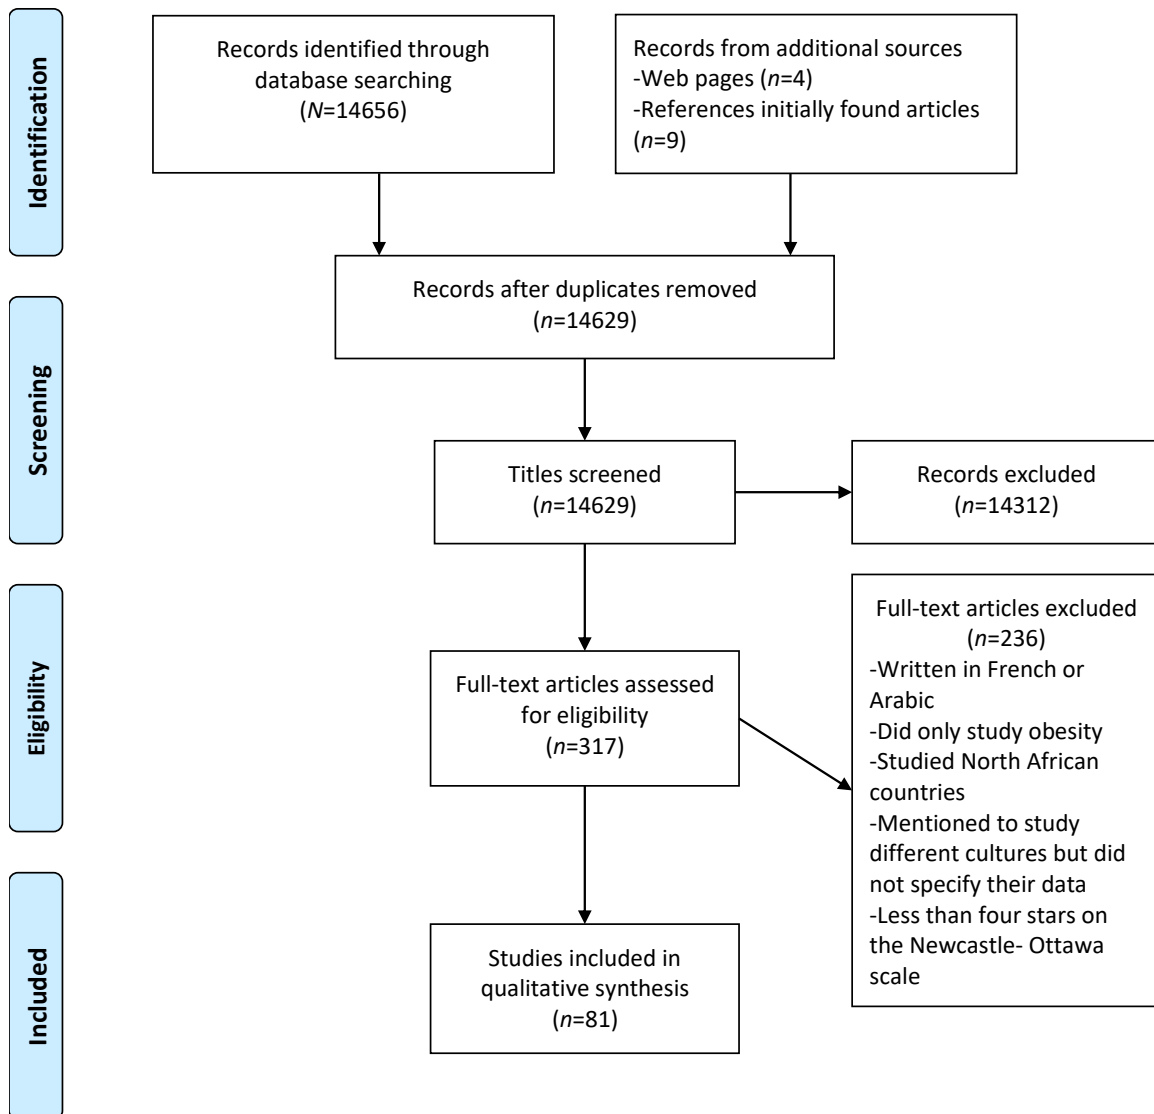 Identification
Records identified through
database searching
(N=14656)
Records from additional sources
-Web pages (n=4)
-References initially found articles
(n=9)
Records after duplicates removed
(n=14629)
Screening
Titles screened
(n=14629)
Records excluded
(n=14312)
Eligibility
Full-text articles assessed
for eligibility
(n=317)
Full-text articles excluded
(n=236)
-Written in French or
Arabic
-Did only study obesity
-Studied North African
countries
-Mentioned to study
different cultures but did
not specify their data
-Less than four stars on
the Newcastle- Ottawa
scale
Included
Studies included in
qualitative synthesis
(n=81)